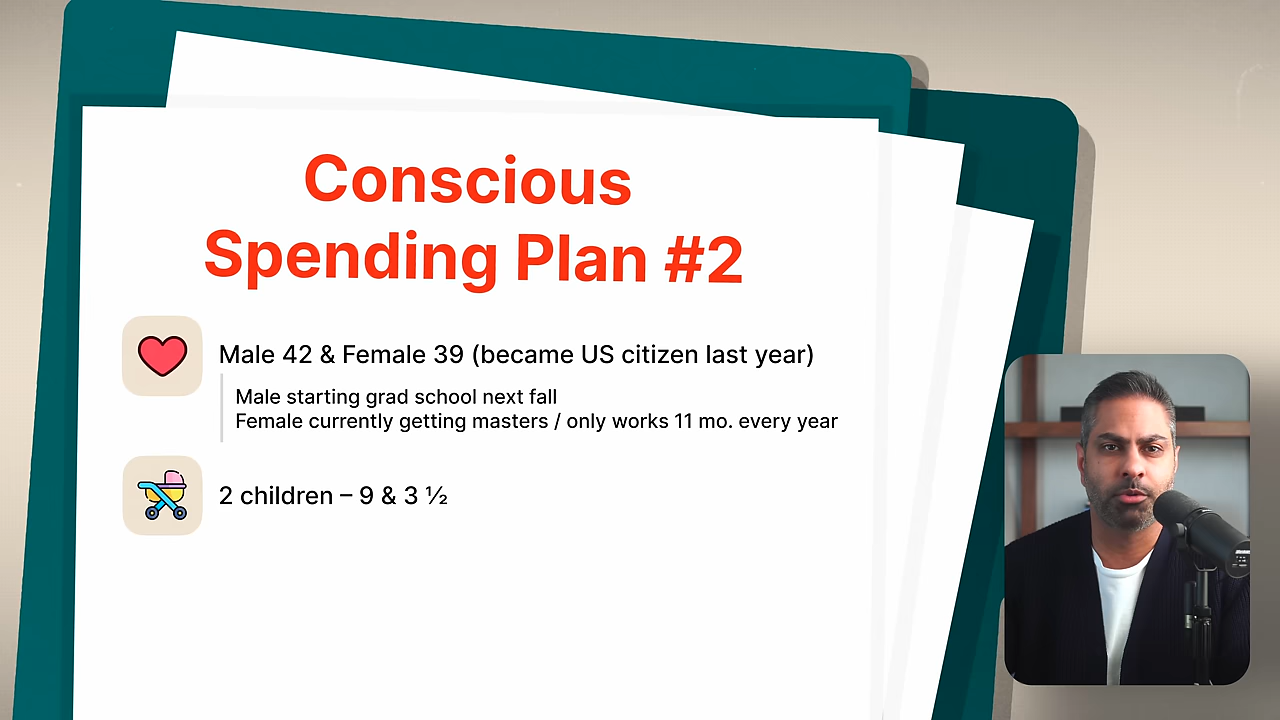 Conscious
Spending Plan #2
Male 42 & Female 39 (became US citizen last year)
Male starting grad school next fall
Female currently getting masters / only works 11 mo. every year
2 children – 9 & 3 ½